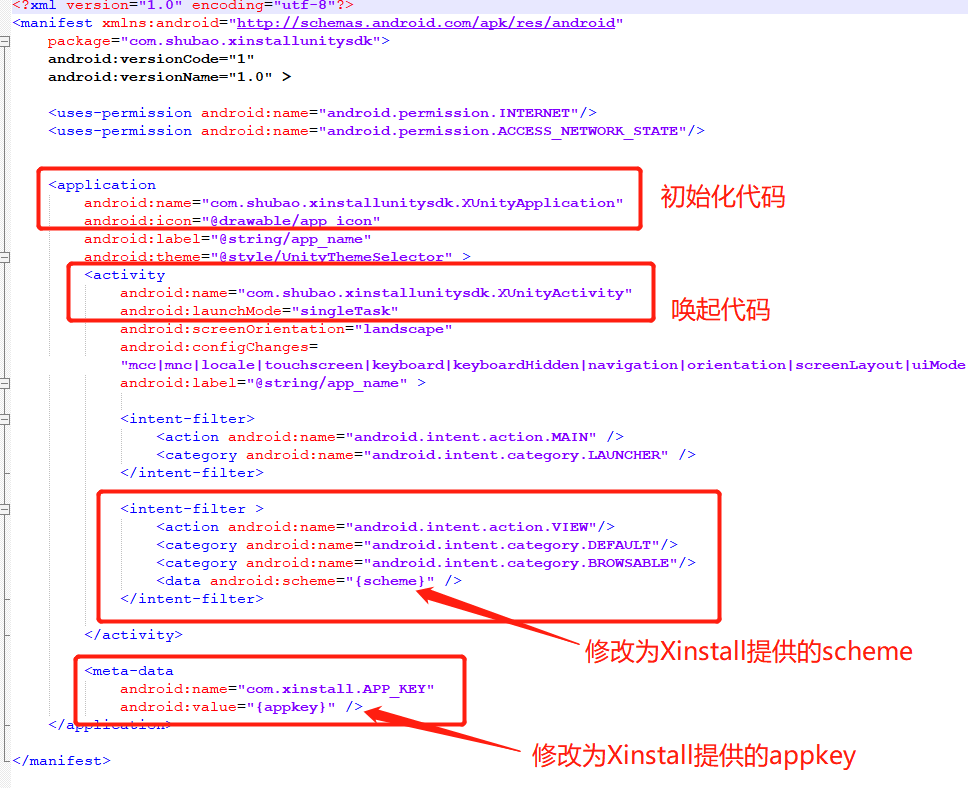 <?xml version="1.0" encoding="utf-8"?>
<manifest xmlns:android="http://schemas.android.com/apk/res/android"
package="com.shubao.xinstallunitysdk">
android:versionCode="1"
android:versionName="1.0" >
<uses-permission android:name="android.permission.INTERNET"/>
<uses-permission android:name="android.permission.ACCESS_NETWORK_STATE"/>
<application
android:name="com.shubao.xinstallunitysdk.XUnityApplication"
初始化代码
android:icon="@drawable/app_icon"
android:label="@string/app_name"
android:theme="@style/UnityThemeSelector" >
<activity
android:name="com.shubao.xinstallunitysdk.XUnityActivity"
android:launchMode="singleTask"
唤起代码
android:screenOrientation="landscape"
android:configChanges=
"mcc|mnc|locale|touchscreen|keyboard|keyboardHidden|navigation|orientation|screenLayout|uiMode
android:label="@string/app_name" >
<intent-filter>
<action android:name="android.intent.action.MAIN" />
<category android:name="android.intent.category.LAUNCHER" />
</intent-filter>
<intent-filter >
<action android:name="android.intent.action.VIEW"/>
<category android:name="android.intent.category.DEFAULT"/>
<category android:name="android.intent.category.BROWSABLE"/>
<data android:scheme="{scheme}" />
</intent-filter>
</activity>
修改为Xinstall提供的scheme
<meta-data
android:name="com.xinstall.APP_KEY"
android:value="{appkey}" />
</application>
修改为Xinstall提供的appkey
</manifest>